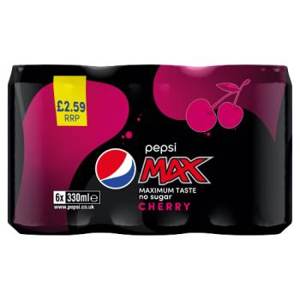 £2.59
RRP
pepsi
MAX
MAXIMUM TASTE
no sugar
CHERRY
6x 330ml e
www.pepsi.co.uk